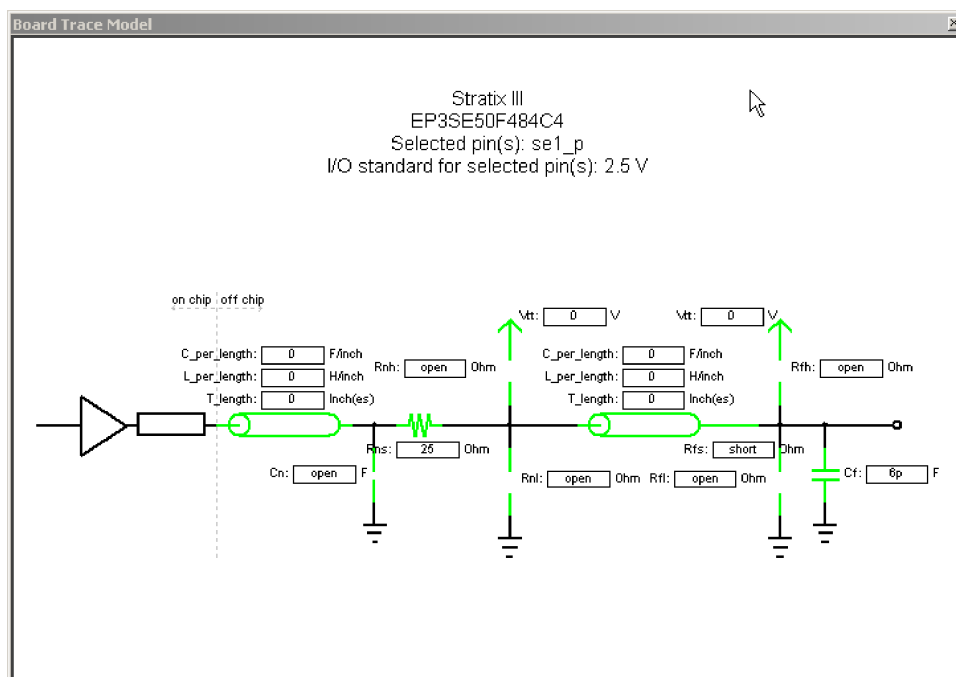 Board Trace Model
Stratix III
EP3SE50F484C4
Selected pin(s): se1_p
I/O standard for selected pin(s): 2.5 V
on chip off chip
Vtt: 0 V
Vtt: 0 V
C_per_length: 0 F/inch
L_per_length: 0 H/inch
T_length: 0 Inch(es)
Rnh: open Ohm
C_per_length: 0 F/inch
L_per_length: 0 H/inch
T_length: 0 Inch(es)
Rfh: open Ohm
Rns: 25 Ohm
Rfs: short Ohm
Cn: open F
Rnl: open Ohm
Rfl: open Ohm
Cf: 6p F